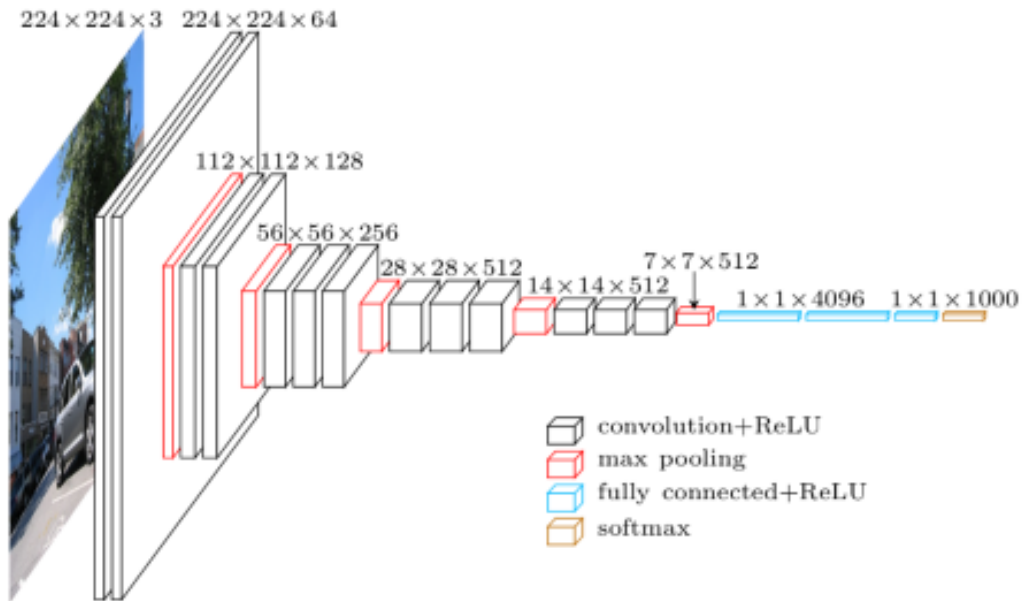 224×224×3
224×224×64
112×112×128
56×56×256
28×28×512
14×14×512
7×7×512
1×1×4096
1×1×1000
convolution+ReLU
max pooling
fully connected+ReLU
softmax